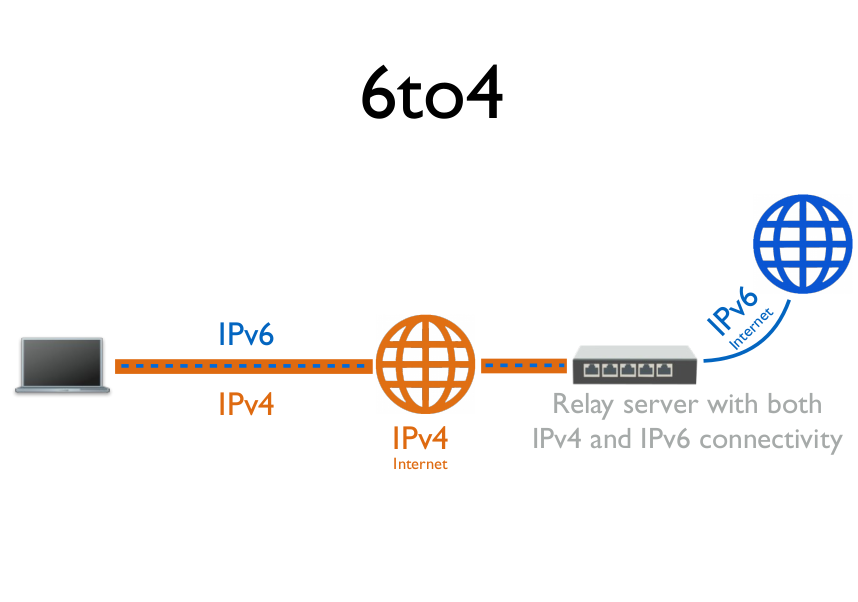 6to4
IPv6
Internet
IPv6
IPv4
IPv4
Internet
Relay server with both
IPv4 and IPv6 connectivity